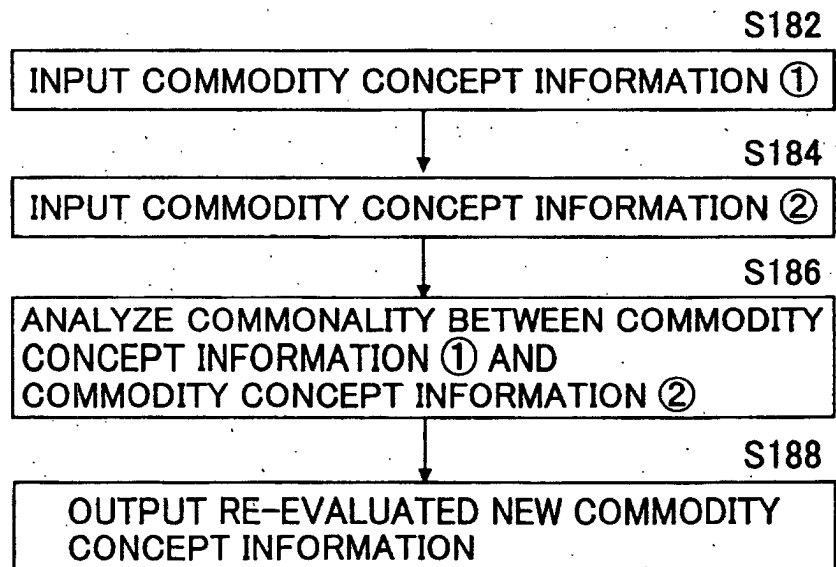 S182
INPUT COMMODITY CONCEPT INFORMATION ①
S184
INPUT COMMODITY CONCEPT INFORMATION ②
S186
ANALYZE COMMONALITY BETWEEN COMMODITY
CONCEPT INFORMATION ① AND
COMMODITY CONCEPT INFORMATION ②
S188
OUTPUT RE-EVALUATED NEW COMMODITY
CONCEPT INFORMATION